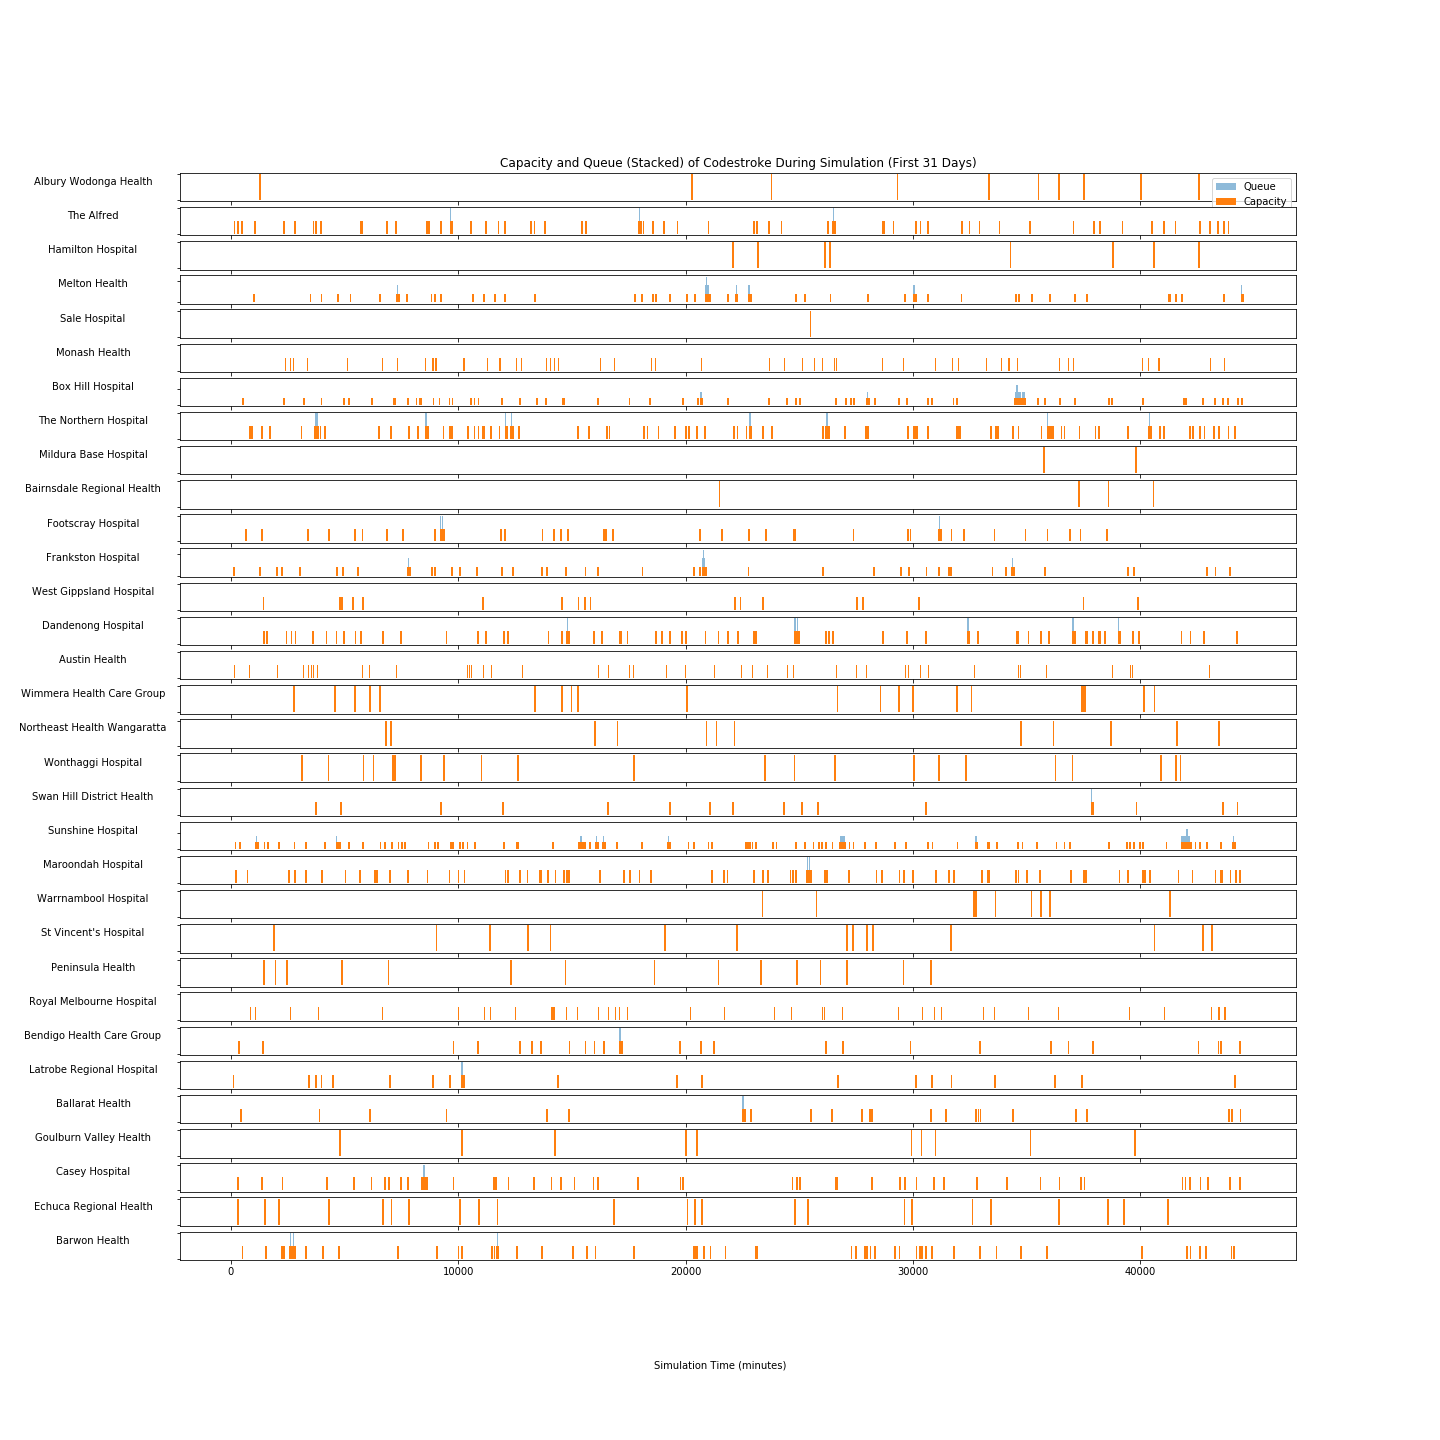 Capacity and Queue (Stacked) of Codestroke During Simulation (First 31 Days)
Albury Wodonga Health
Queue
Capacity
The Alfred
Hamilton Hospital
Melton Health
Sale Hospital
Monash Health
Box Hill Hospital
The Northern Hospital
Mildura Base Hospital
Bairnsdale Regional Health
Footscray Hospital
Frankston Hospital
West Gippsland Hospital
Dandenong Hospital
Austin Health
Wimmera Health Care Group
Northeast Health Wangaratta
Wonthaggi Hospital
Swan Hill District Health
Sunshine Hospital
Maroondah Hospital
Warrnambool Hospital
St Vincent's Hospital
Peninsula Health
Royal Melbourne Hospital
Bendigo Health Care Group
Latrobe Regional Hospital
Ballarat Health
Goulburn Valley Health
Casey Hospital
Echuca Regional Health
Barwon Health
0 10000 20000 30000 40000
Simulation Time (minutes)